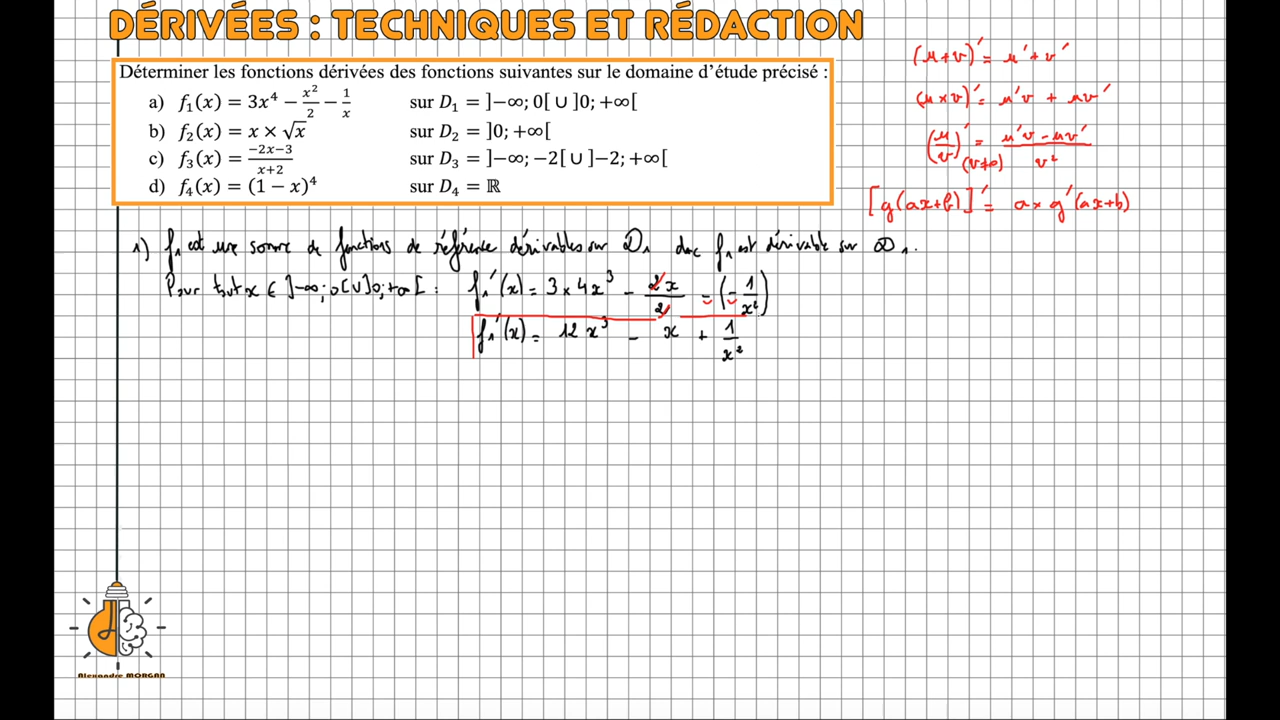 DÉRIVÉES : TECHNIQUES ET RÉDACTION
Déterminer les fonctions dérivées des fonctions suivantes sur le domaine d'étude précisé :
a) f₁(x) = 3x⁴ − x²/2 − 1/x sur D₁ = ]−∞; 0[ ∪ ]0; +∞[
b) f₂(x) = x × √x sur D₂ = ]0; +∞[
c) f₃(x) = (−2x−3)/(x+2) sur D₃ = ]−∞; −2[ ∪ ]−2; +∞[
d) f₄(x) = (1 − x)⁴ sur D₄ = ℝ
(u+v)' = u'+v'
(u×v)' = u'v + uv'
(u/v)' = (u'v − uv')/v²
(v≠0)
[g(ax+b)]' = a × g'(ax+b)
1) f₁ est une somme de fonctions de référence dérivables sur D₁ donc f₁ est dérivable sur D₁.
Pour tout x ∈ ]−∞; 0[∪]0; +∞[ : f₁'(x) = 3×4x³ − 2x/2 − (−1/x²)
f₁'(x) = 12x³ − x + 1/x²
Alexandre MORGAN